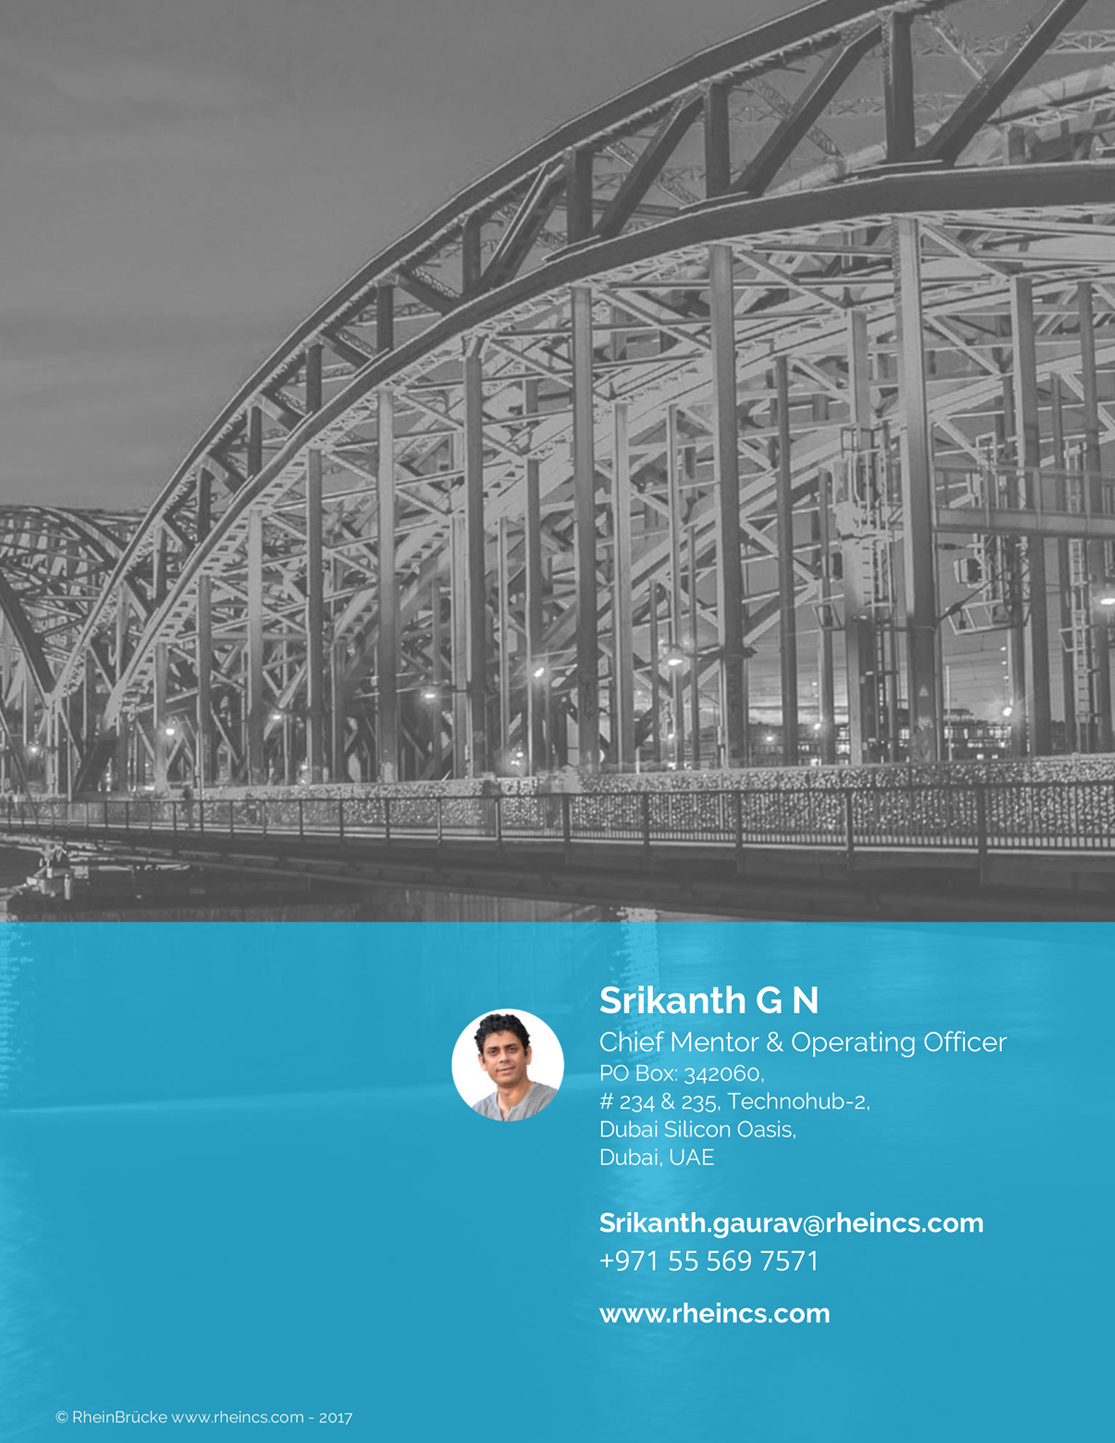 Srikanth G N
Chief Mentor & Operating Officer
PO Box: 342060,
# 234 & 235, Technohub-2,
Dubai Silicon Oasis,
Dubai, UAE
Srikanth.gaurav@rheincs.com
+971 55 569 7571
www.rheincs.com
© RheinBrücke www.rheincs.com - 2017